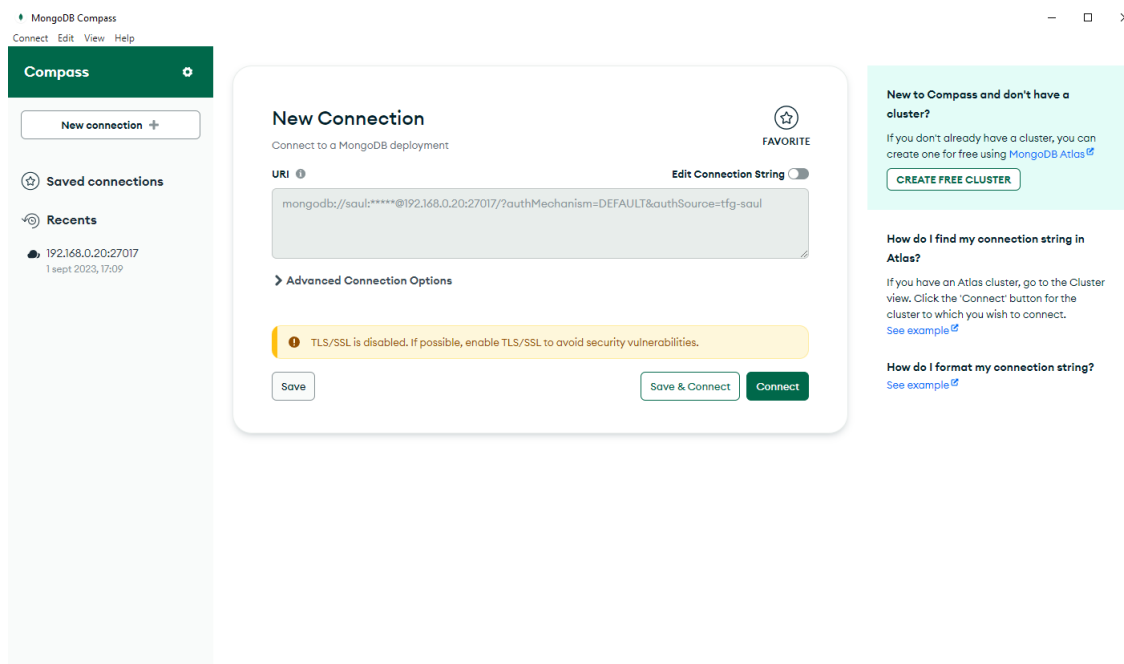 MongoDB Compass
Connect Edit View Help
Compass
New connection
Saved connections
Recents
192.168.0.20:27017
1 sept 2023, 17:09
New Connection
Connect to a MongoDB deployment
FAVORITE
URI
Edit Connection String
mongodb://saul:*****@192.168.0.20:27017/?authMechanism=DEFAULT&authSource=tfg-saul
Advanced Connection Options
TLS/SSL is disabled. If possible, enable TLS/SSL to avoid security vulnerabilities.
Save
Save & Connect
Connect
New to Compass and don't have a
cluster?
If you don't already have a cluster, you can
create one for free using MongoDB Atlas
CREATE FREE CLUSTER
How do I find my connection string in
Atlas?
If you have an Atlas cluster, go to the Cluster
view. Click the 'Connect' button for the
cluster to which you wish to connect.
See example
How do I format my connection string?
See example